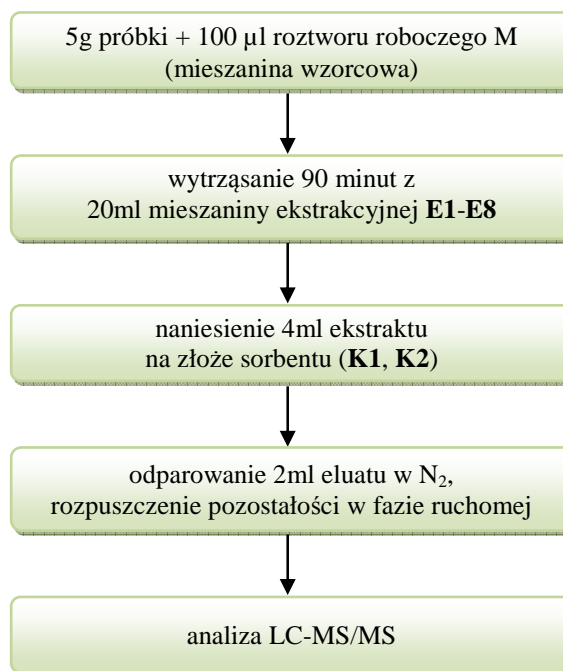 5g próbki + 100 µl roztworu roboczego M
(mieszanina wzorcowa)
wytrząsanie 90 minut z
20ml mieszaniny ekstrakcyjnej E1-E8
naniesienie 4ml ekstraktu
na złoże sorbentu (K1, K2)
odparowanie 2ml eluatu w N₂,
rozpuszczenie pozostałości w fazie ruchomej
analiza LC-MS/MS